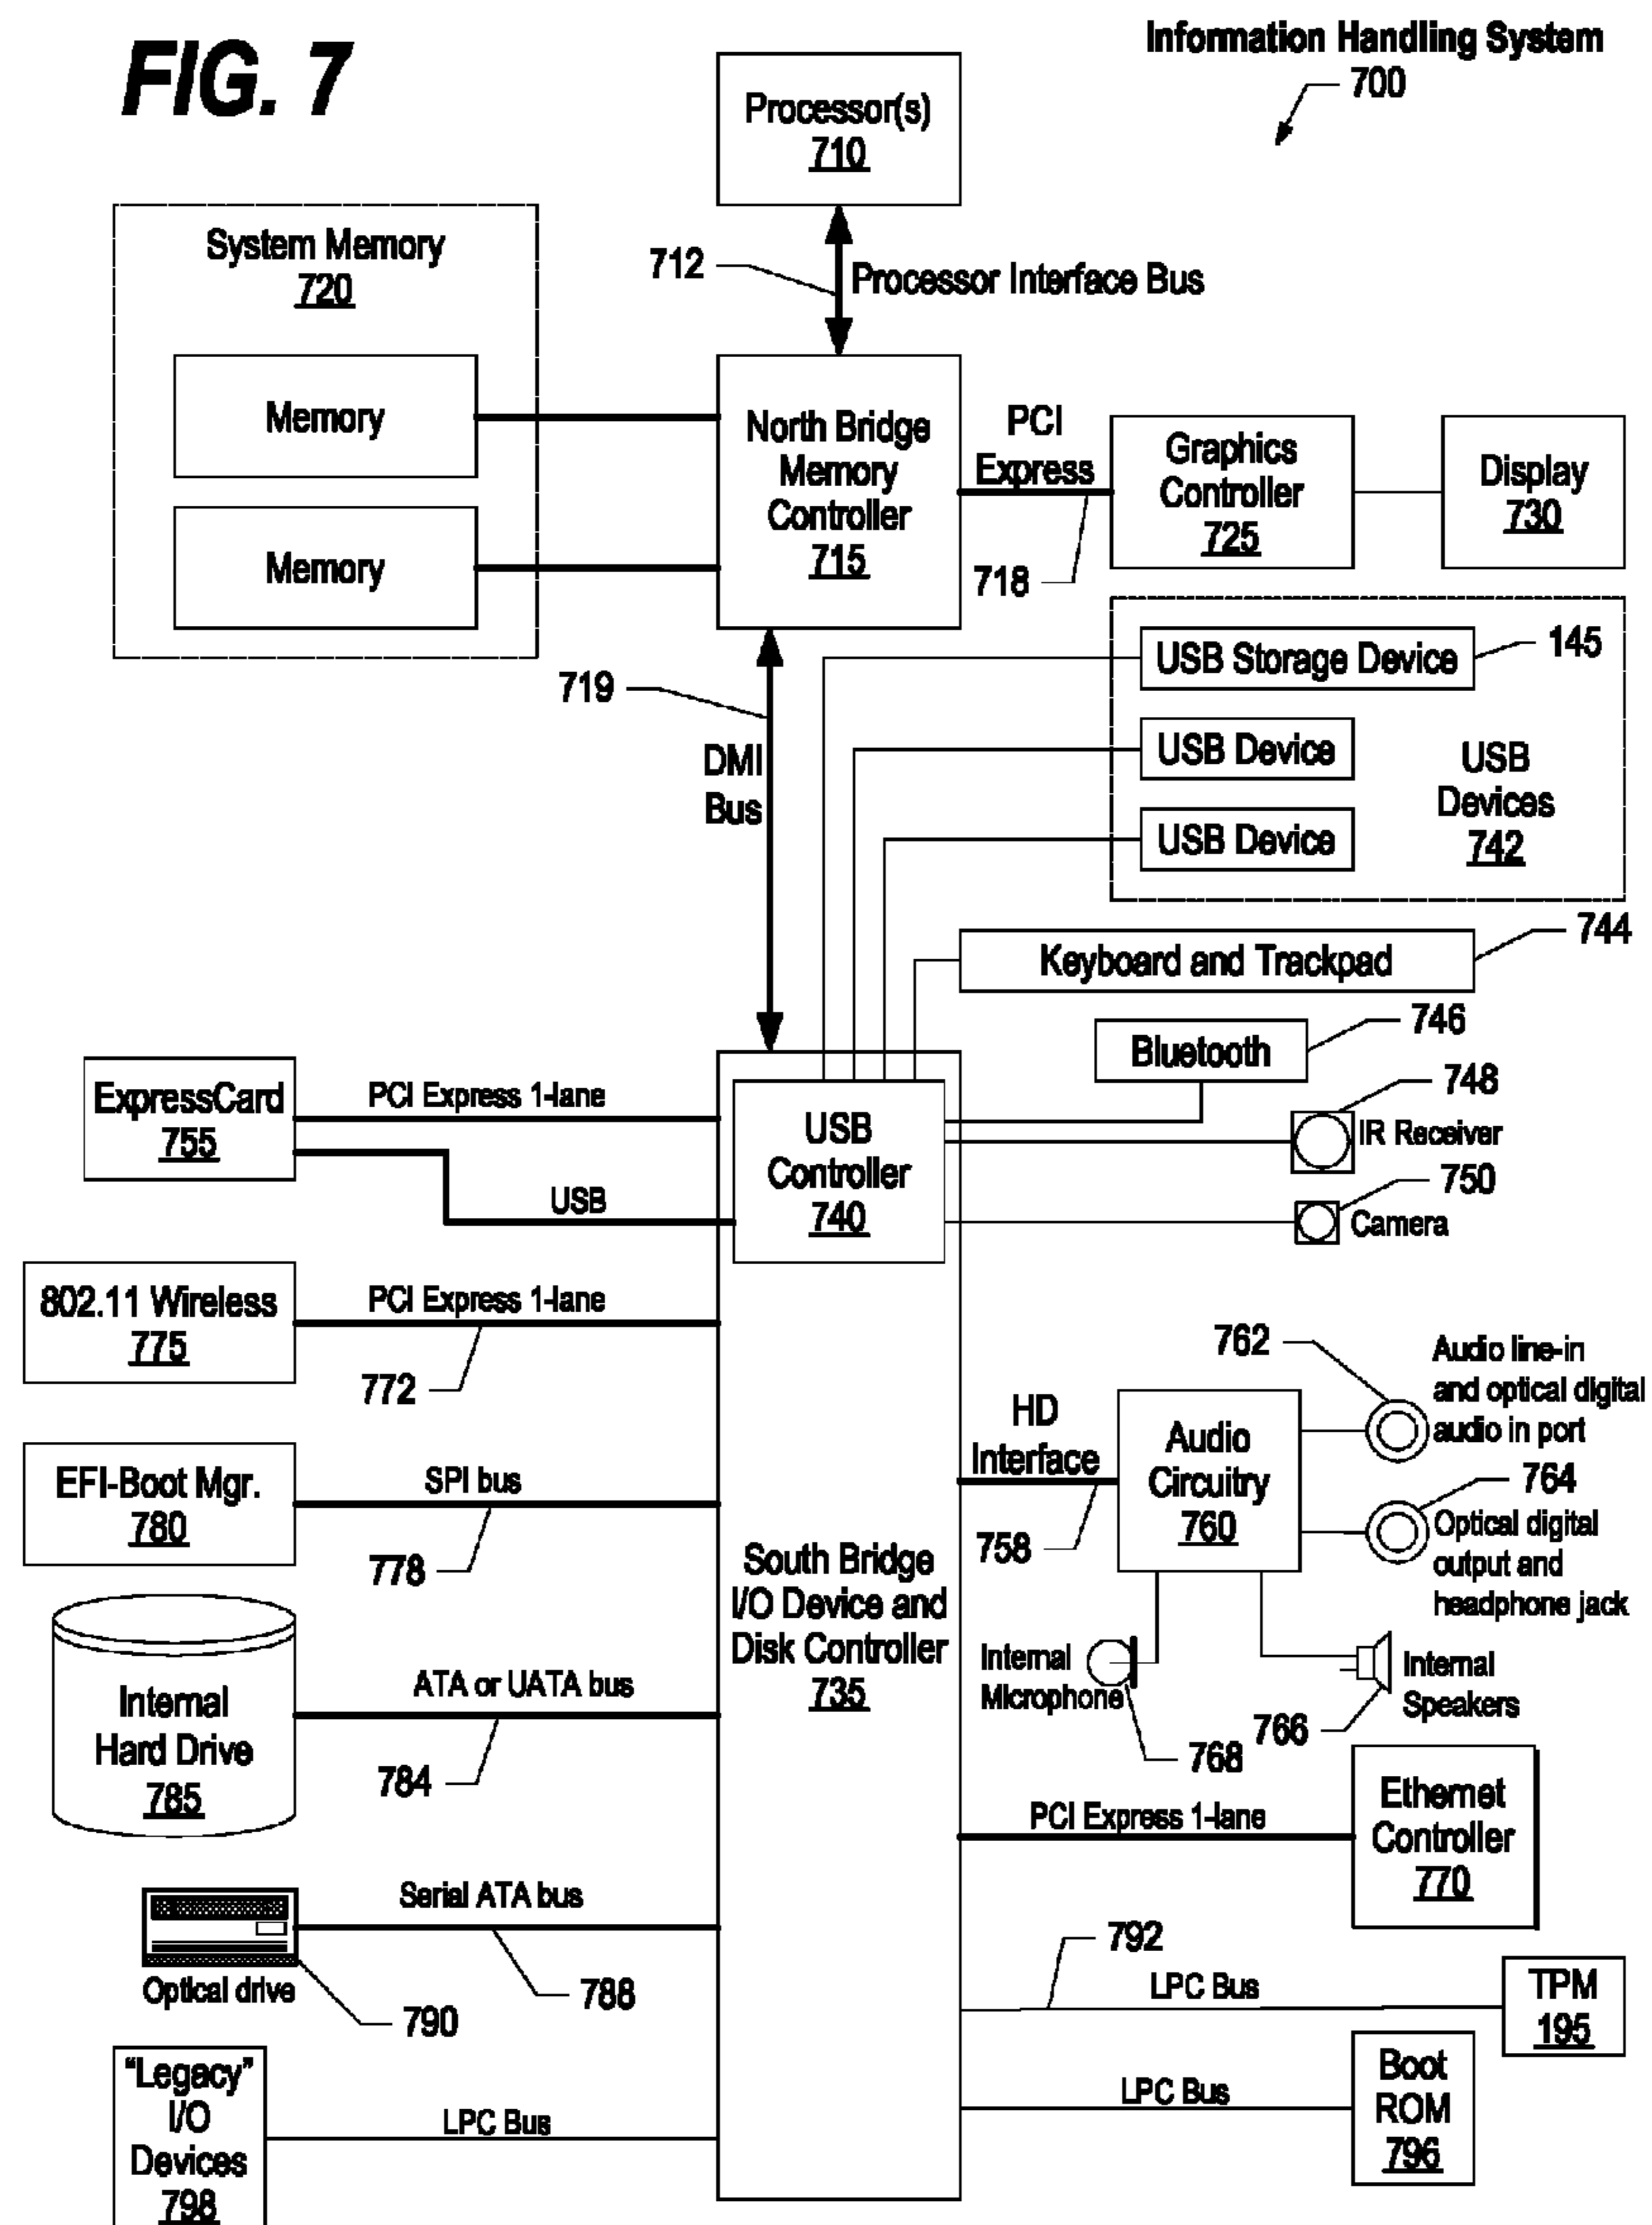 FIG. 7
Information Handling System
700
Processor(s)
710
System Memory
720
712
Processor Interface Bus
Memory
Memory
North Bridge
Memory
Controller
715
PCI
Express
718
Graphics
Controller
725
Display
730
USB Storage Device
145
USB Device
USB Device
USB
Devices
742
719
DMI
Bus
Keyboard and Trackpad
744
Bluetooth
746
748
IR Receiver
750
Camera
ExpressCard
755
PCI Express 1-lane
USB
USB
Controller
740
802.11 Wireless
775
PCI Express 1-lane
772
762
Audio line-in
and optical digital
audio in port
HD
Interface
758
Audio
Circuitry
760
764
Optical digital
output and
headphone jack
EFI-Boot Mgr.
780
SPI bus
778
South Bridge
I/O Device and
Disk Controller
735
Internal
Microphone
768
Internal
Speakers
766
Internal
Hard Drive
785
ATA or UATA bus
784
PCI Express 1-lane
Ethernet
Controller
770
Serial ATA bus
788
Optical drive
790
792
LPC Bus
TPM
195
"Legacy"
I/O
Devices
798
LPC Bus
LPC Bus
Boot
ROM
796